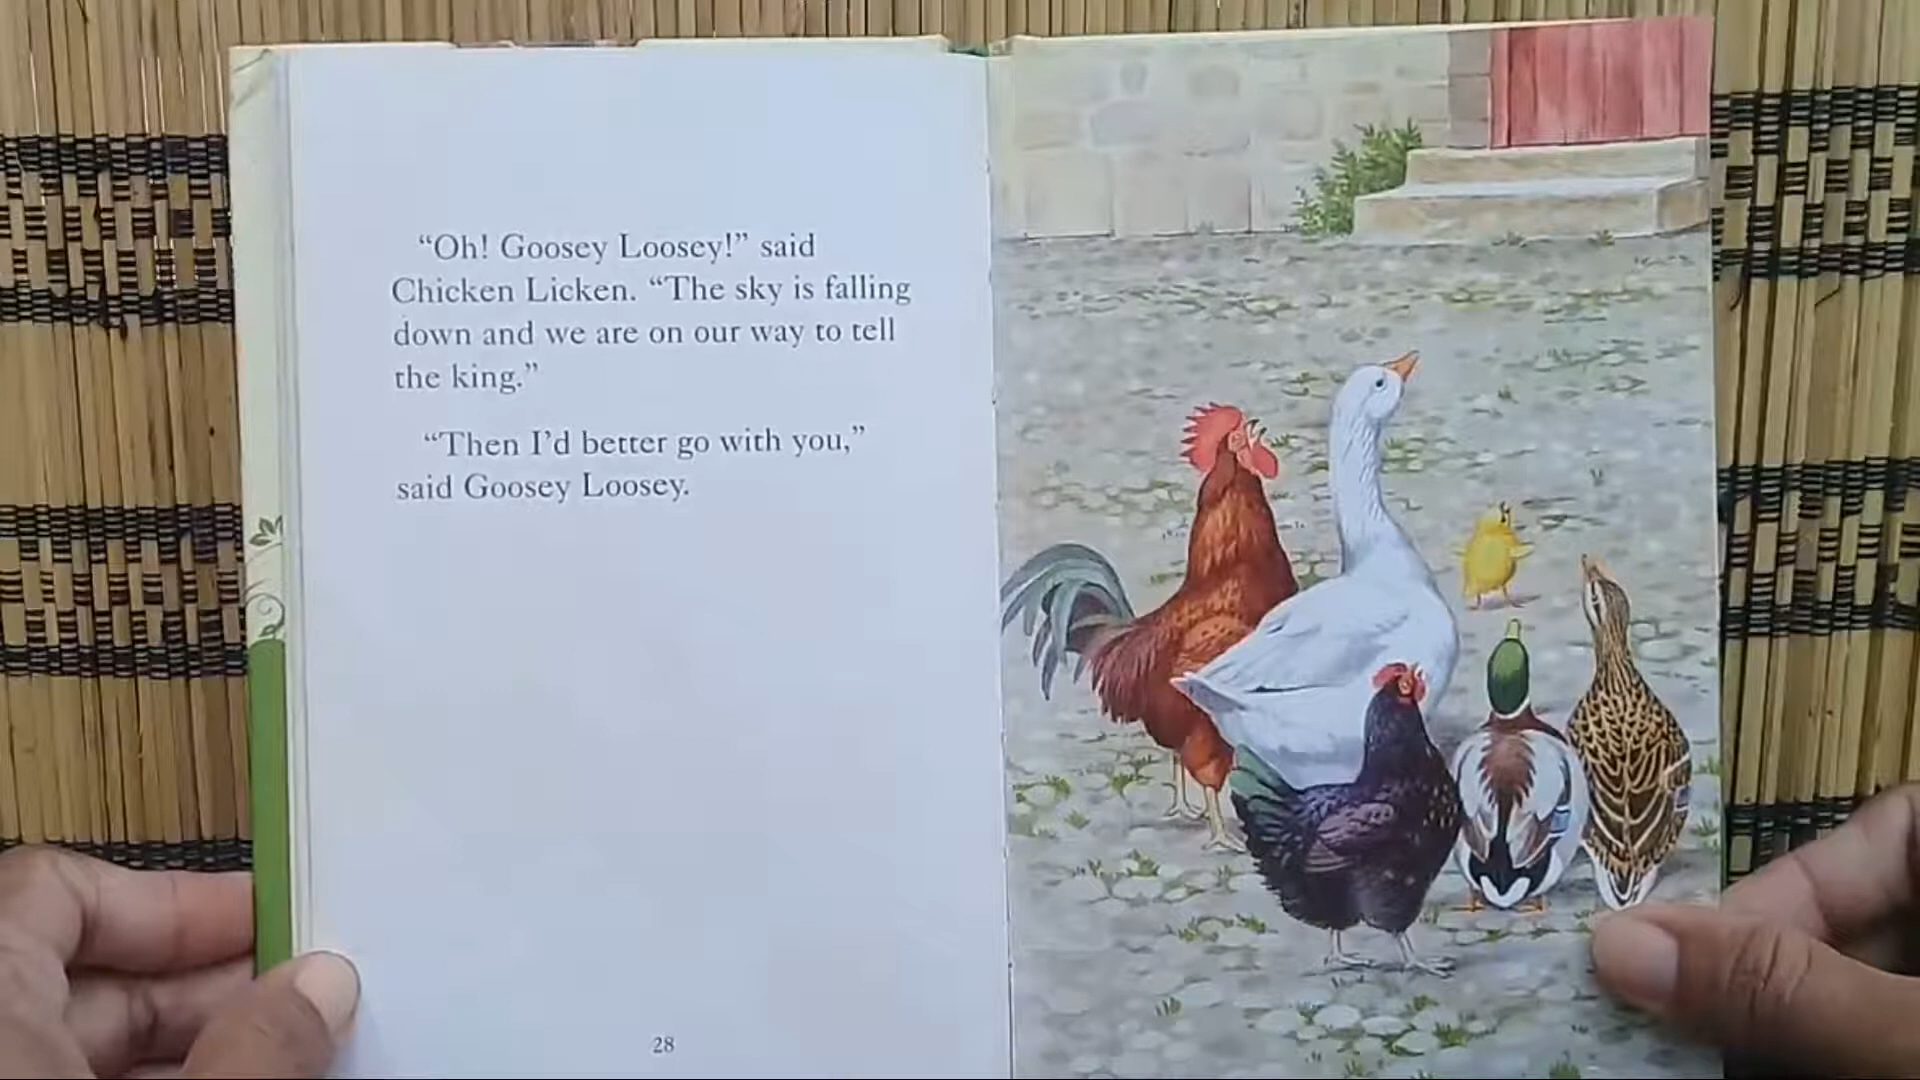 “Oh! Goosey Loosey!” said
Chicken Licken. “The sky is falling
down and we are on our way to tell
the king.”
“Then I’d better go with you,”
said Goosey Loosey.
28